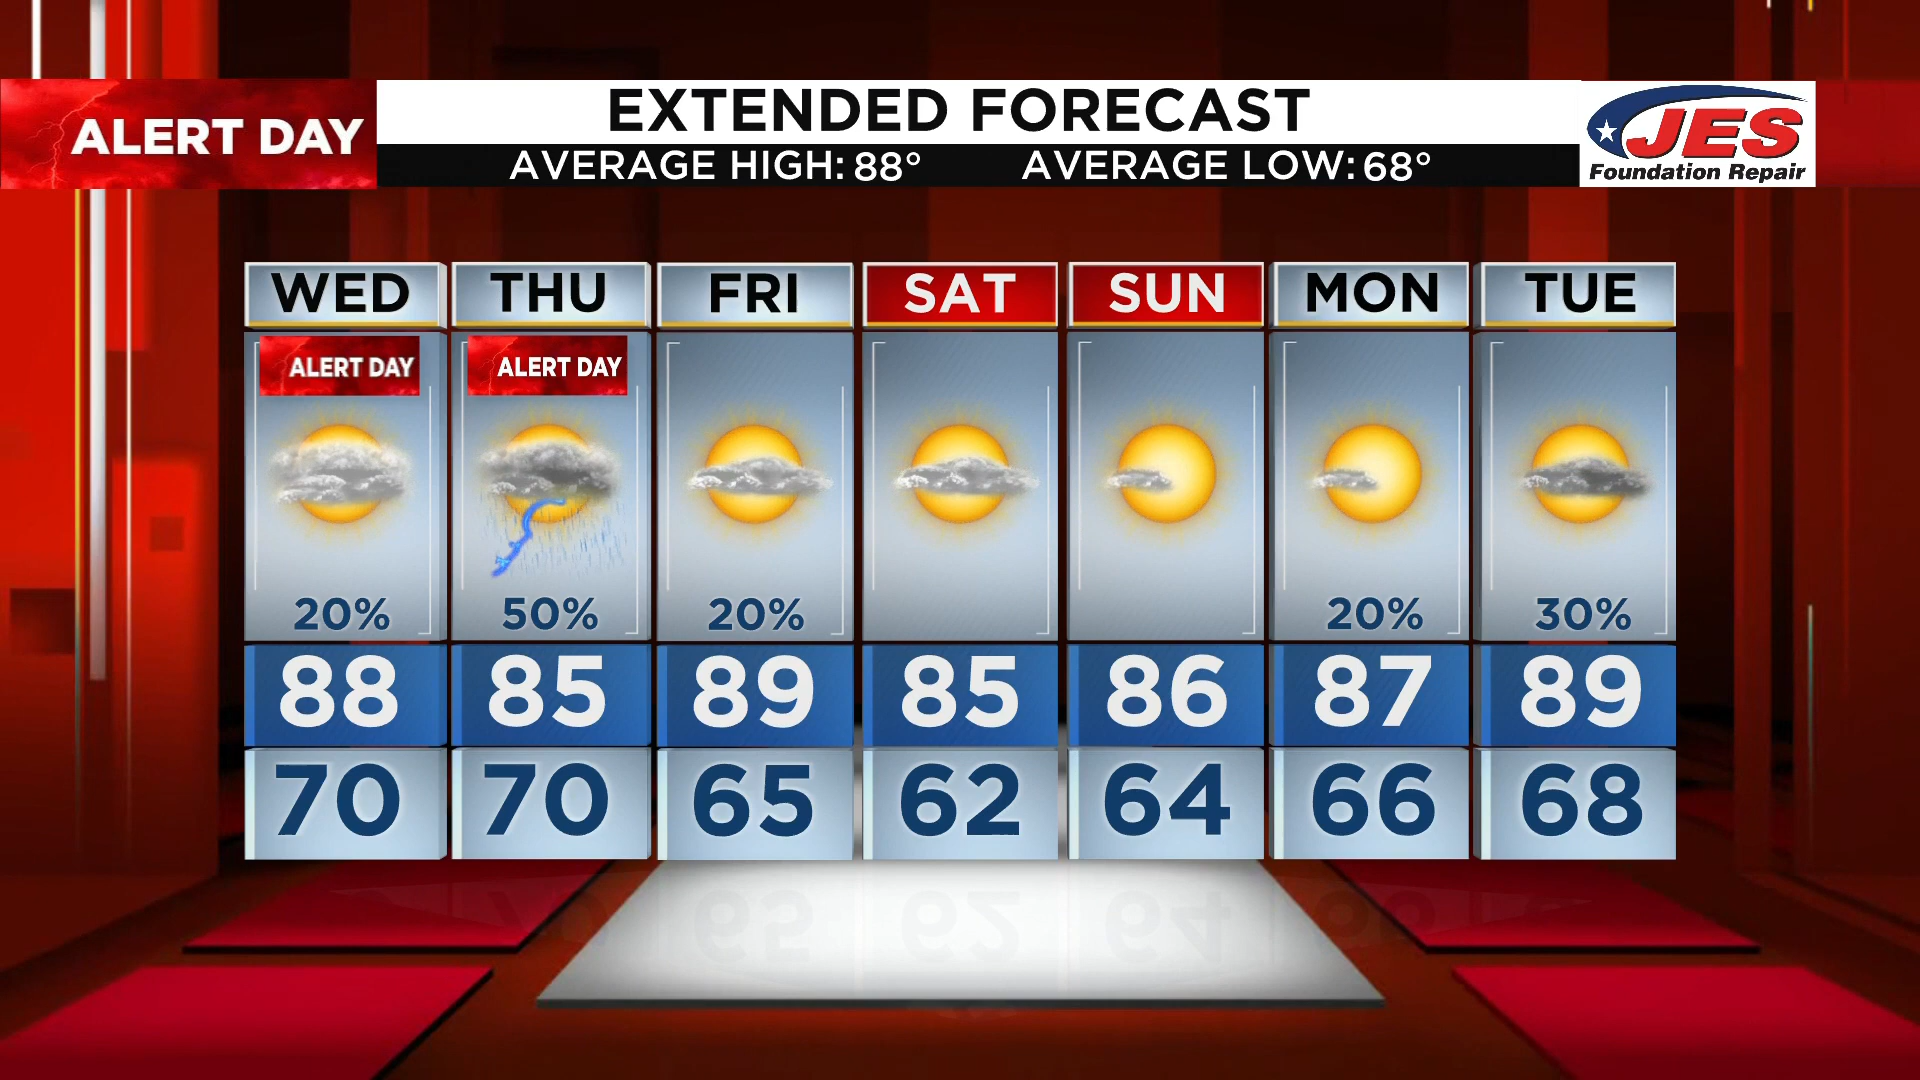 ALERT DAY
EXTENDED FORECAST
AVERAGE HIGH: 88° AVERAGE LOW: 68°
JES
Foundation Repair
WED THU FRI SAT SUN MON TUE
ALERT DAY ALERT DAY
20% 50% 20% 20% 30%
88 85 89 85 86 87 89
70 70 65 62 64 66 68